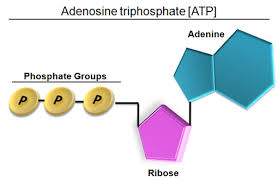 Adenosine triphosphate [ATP]
Adenine
Phosphate Groups
P P P
Ribose